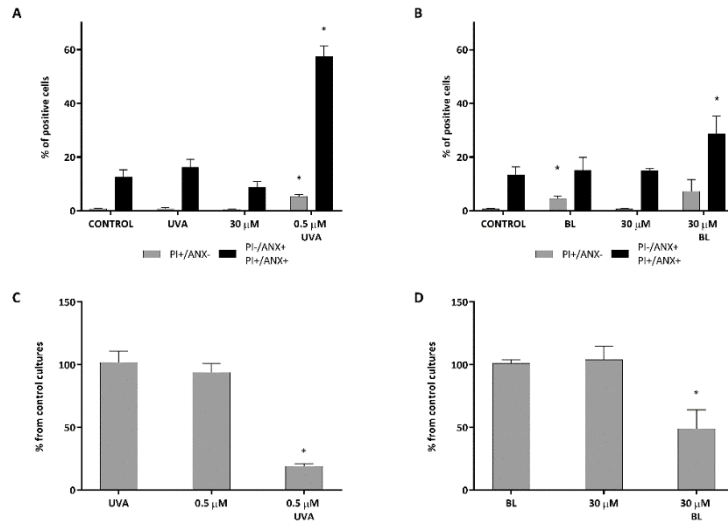 A
% of positive cells
60
40
20
0
*
*
CONTROL UVA 30 μM 0.5 μM
UVA
PI+/ANX- PI-/ANX+
PI+/ANX+
B
% of positive cells
60
40
20
0
*
*
CONTROL BL 30 μM 30 μM
BL
PI+/ANX- PI-/ANX+
PI+/ANX+
C
% from control cultures
150
100
50
0
*
UVA 0.5 μM 0.5 μM
UVA
D
% from control cultures
150
100
50
0
*
BL 30 μM 30 μM
BL